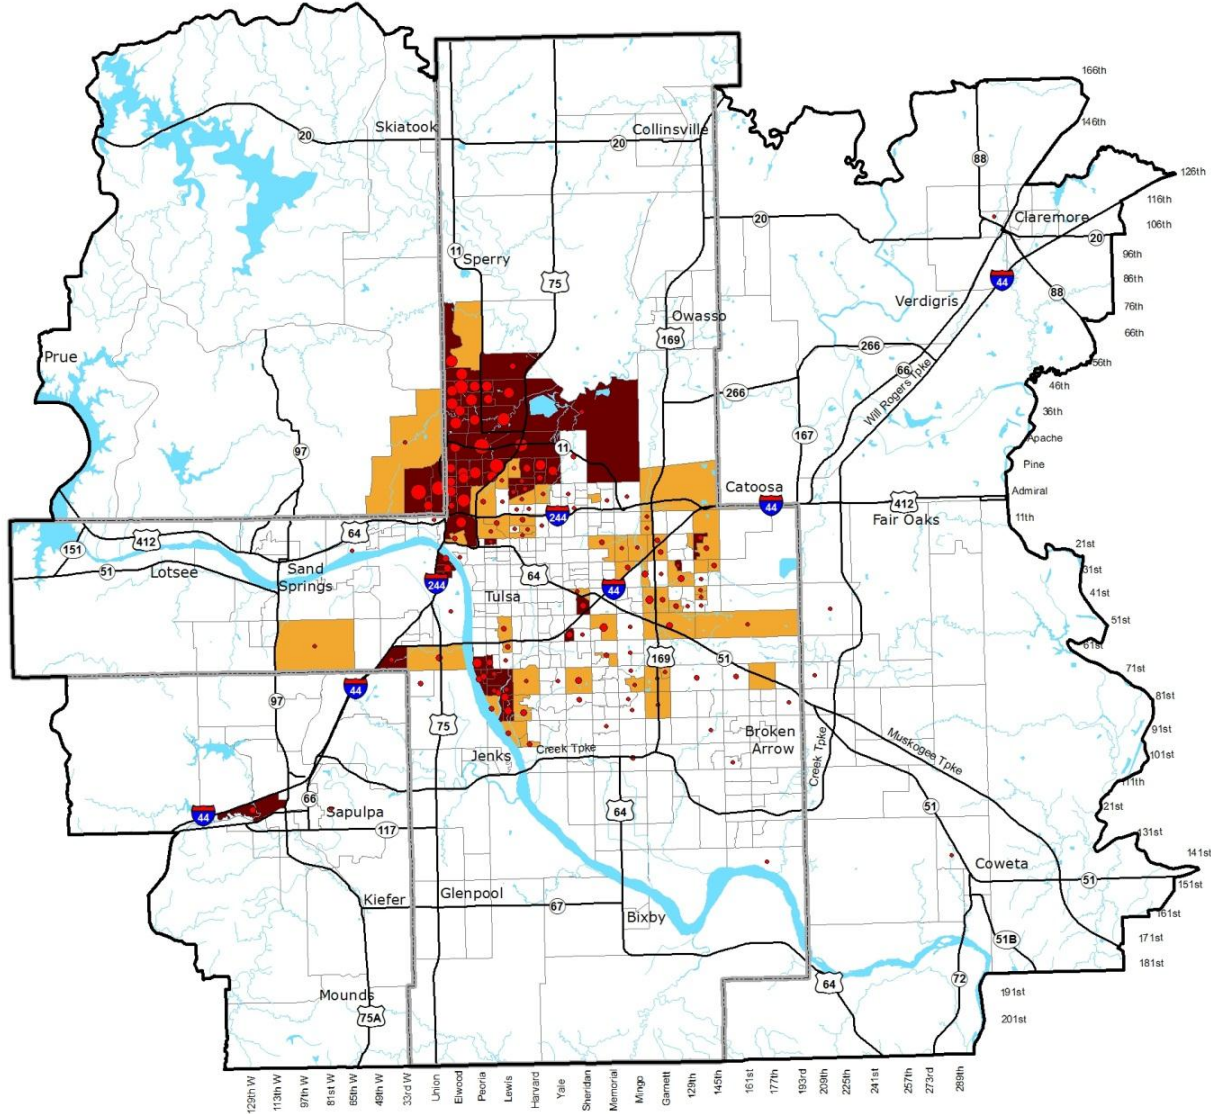 166th
146th
Skiatook
Collinsville
20
20
88
126th
116th
Claremore
106th
20
11
Sperry
20
96th
75
44
86th
88
Verdigris
76th
Owasso
169
66th
Prue
266
56th
66
Will Rogers Tpke
46th
266
36th
97
167
11
Apache
Pine
Catoosa
Admiral
44
412
244
Fair Oaks
11th
64
412
151
21st
51
Lotsee
Sand
Springs
64
31st
244
44
Tulsa
41st
51st
61st
169
51
71st
44
97
81st
75
Broken
Arrow
91st
Jenks
Creek Tpke
Creek Tpke
Muskogee Tpke
101st
111th
66
44
Sapulpa
64
51
121st
117
131st
141st
Coweta
51
151st
Kiefer
Glenpool
67
Bixby
161st
51B
171st
181st
64
72
Mounds
191st
75A
201st
129th W
113th W
97th W
81st W
65th W
49th W
33rd W
Union
Elwood
Peoria
Lewis
Harvard
Yale
Sheridan
Memorial
Mingo
Garnett
129th
145th
161st
177th
193rd
209th
225th
241st
257th
273rd
289th